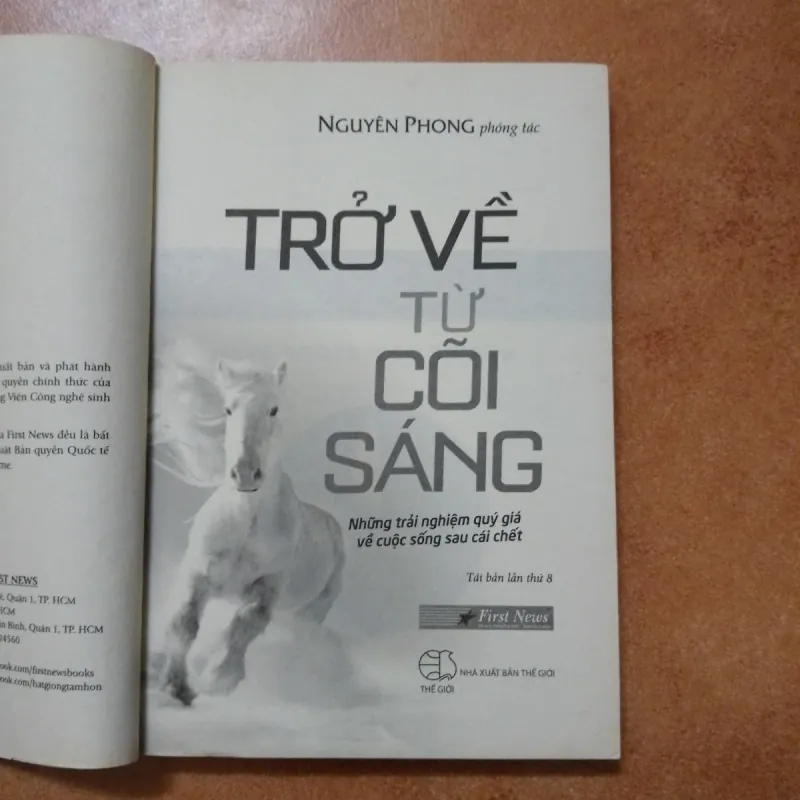 xuất bản và phát hành
quyền chính thức của
Viện Công nghệ sinh
First News đều là bất
Bản quyền Quốc tế
NEWS
Quận 1, TP. HCM
HCM
Bình, Quận 1, TP. HCM
24560
ook.com/firstnewsbooks
ook.com/hatgiongtamhon
NGUYÊN PHONG phóng tác
TRỞ VỀ
TỪ
CÕI
SÁNG
Những trải nghiệm quý giá
về cuộc sống sau cái chết
Tái bản lần thứ 8
First News
NHÀ XUẤT BẢN THẾ GIỚI
THẾ GIỚI